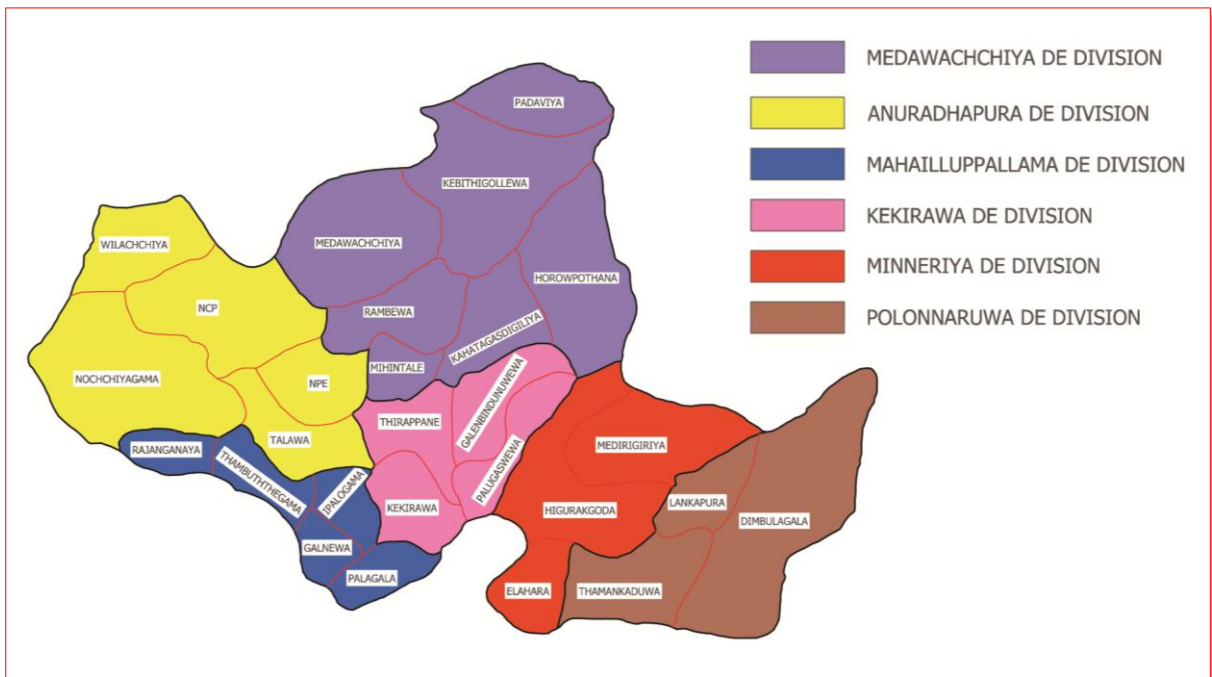 MEDAWACHCHIYA DE DIVISION
ANURADHAPURA DE DIVISION
MAHAILLUPPALLAMA DE DIVISION
KEKIRAWA DE DIVISION
MINNERIYA DE DIVISION
POLONNARUWA DE DIVISION
PADAVIYA
KEBITHIGOLLEWA
WILACHCHIYA
MEDAWACHCHIYA
HOROWPOTHANA
NCP
RAMBEWA
KAHATAGASDIGILIYA
MIHINTALE
NOCHCHIYAGAMA
NPE
GALENBINDUNUWEWA
THIRAPPANE
TALAWA
MEDIRIGIRIYA
RAJANGANAYA
THAMBUTHTHEGAMA
IPALOGAMA
PALUGASWEWA
KEKIRAWA
HIGURAKGODA
LANKAPURA
DIMBULAGALA
GALNEWA
PALAGALA
ELAHARA
THAMANKADUWA